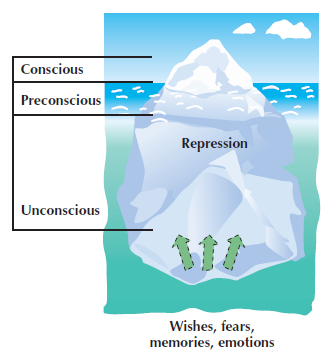 Conscious
Preconscious
Repression
Unconscious
Wishes, fears,
memories, emotions